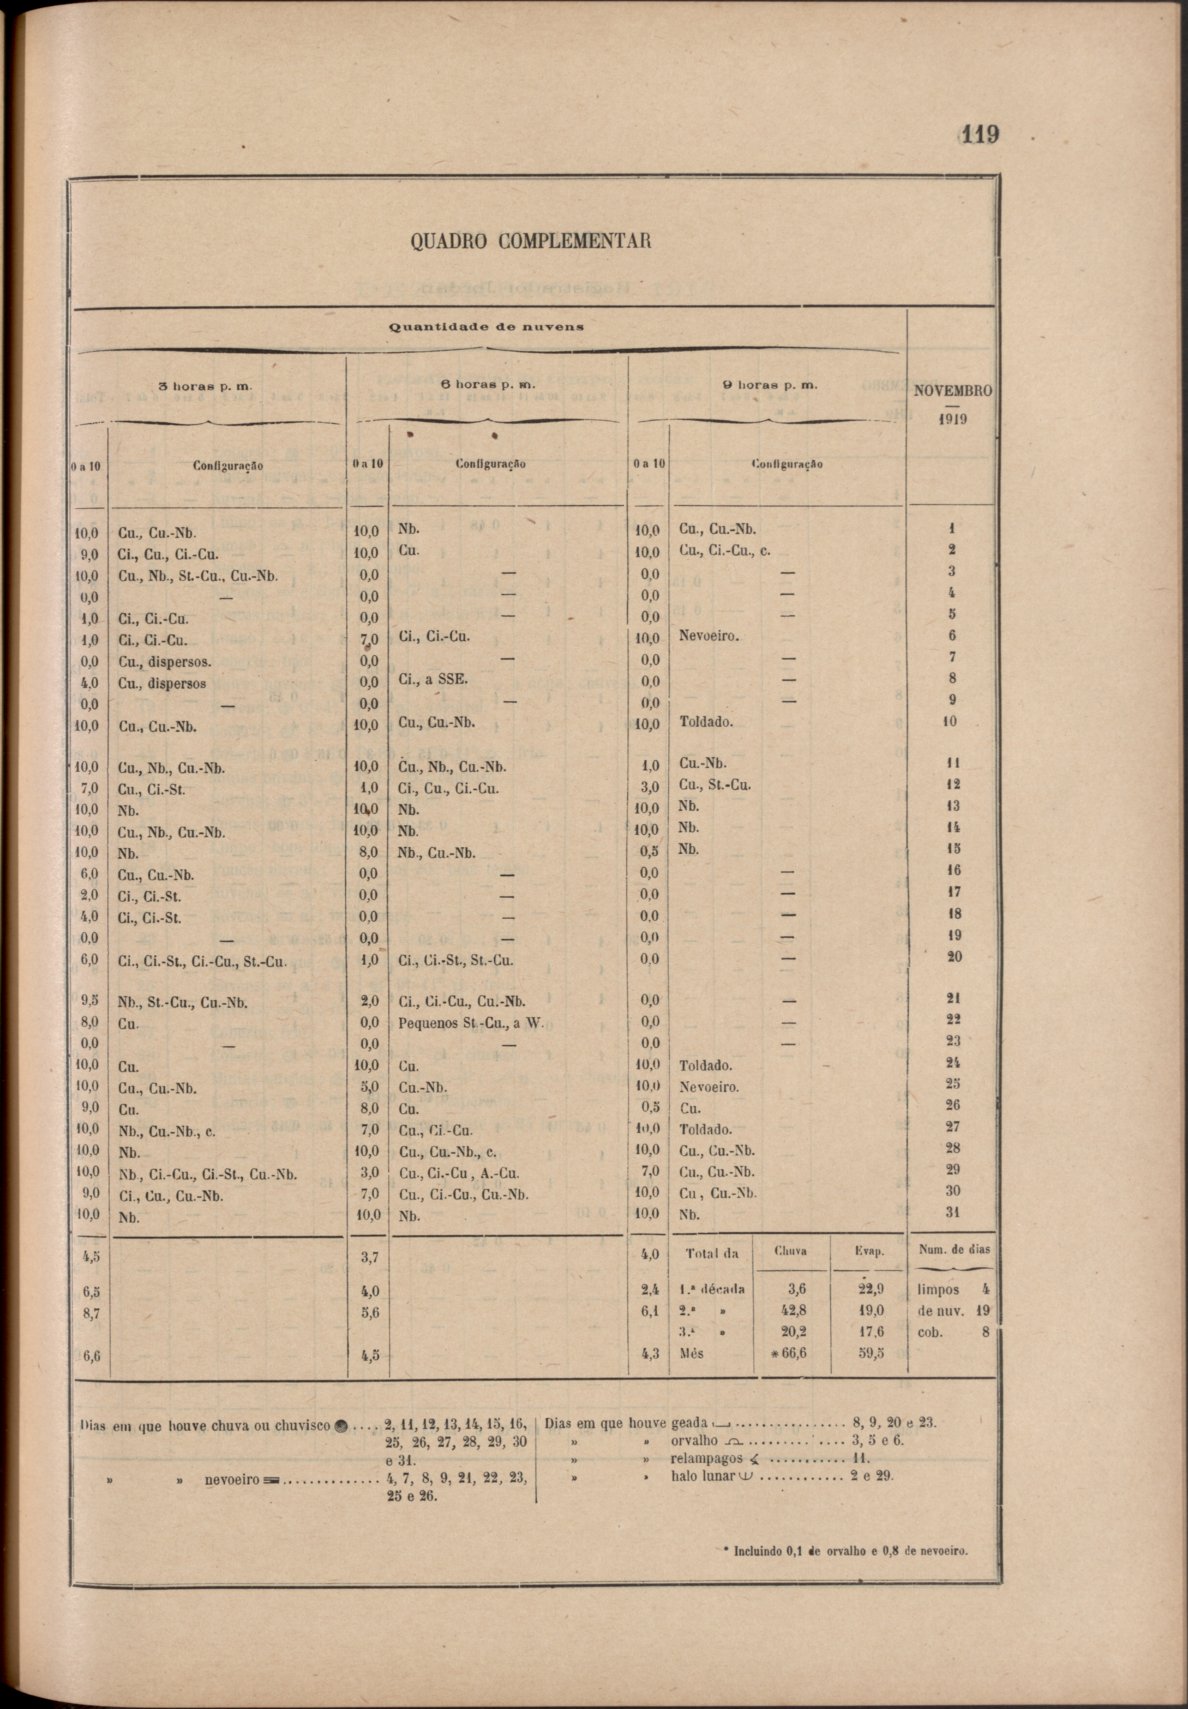 119
QUADRO COMPLEMENTAR
Quantidade de nuvens
3 horas p. m. 6 horas p. m. 9 horas p. m. NOVEMBRO
1919
0 a 10 Configuração 0 a 10 Configuração 0 a 10 Configuração
10,0 Cu., Cu.-Nb. 10,0 Nb. 10,0 Cu., Cu.-Nb. 1
9,0 Ci., Cu., Ci.-Cu. 10,0 Cu. 10,0 Cu., Ci.-Cu., c. 2
10,0 Cu., Nb., St.-Cu., Cu.-Nb. 0,0 — 0,0 — 3
0,0 — 0,0 — 0,0 — 4
1,0 Ci., Ci.-Cu. 0,0 — 0,0 — 5
1,0 Ci., Ci.-Cu. 7,0 Ci., Ci.-Cu. 10,0 Nevoeiro. 6
0,0 Cu., dispersos. 0,0 — 0,0 — 7
4,0 Cu., dispersos 0,0 Ci., a SSE. 0,0 — 8
0,0 — 0,0 — 0,0 — 9
10,0 Cu., Cu.-Nb. 10,0 Cu., Cu.-Nb. 10,0 Toldado. 10
10,0 Cu., Nb., Cu.-Nb. 10,0 Cu., Nb., Cu.-Nb. 1,0 Cu.-Nb. 11
7,0 Cu., Ci.-St. 1,0 Ci., Cu., Ci.-Cu. 3,0 Cu., St.-Cu. 12
10,0 Nb. 10,0 Nb. 10,0 Nb. 13
10,0 Cu., Nb., Cu.-Nb. 10,0 Nb. 10,0 Nb. 14
10,0 Nb. 8,0 Nb., Cu.-Nb. 0,5 Nb. 15
6,0 Cu., Cu.-Nb. 0,0 — 0,0 — 16
2,0 Ci., Ci.-St. 0,0 — 0,0 — 17
4,0 Ci., Ci.-St. 0,0 — 0,0 — 18
0,0 — 0,0 — 0,0 — 19
6,0 Ci., Ci.-St., Ci.-Cu., St.-Cu. 1,0 Ci., Ci.-St., St.-Cu. 0,0 — 20
9,5 Nb., St.-Cu., Cu.-Nb. 2,0 Ci., Ci.-Cu., Cu.-Nb. 0,0 — 21
8,0 Cu. 0,0 Pequenos St.-Cu., a W. 0,0 — 22
0,0 — 0,0 — 0,0 — 23
10,0 Cu. 10,0 Cu. 10,0 Toldado. 24
10,0 Cu., Cu.-Nb. 5,0 Cu.-Nb. 10,0 Nevoeiro. 25
9,0 Cu. 8,0 Cu. 0,5 Cu. 26
10,0 Nb., Cu.-Nb., c. 7,0 Cu., Ci.-Cu. 10,0 Toldado. 27
10,0 Nb. 10,0 Cu., Cu.-Nb., c. 10,0 Cu., Cu.-Nb. 28
10,0 Nb., Ci.-Cu., Ci.-St., Cu.-Nb. 3,0 Cu., Ci.-Cu., A.-Cu. 7,0 Cu., Cu.-Nb. 29
9,0 Ci., Cu., Cu.-Nb. 7,0 Cu., Ci.-Cu., Cu.-Nb. 10,0 Cu., Cu.-Nb. 30
10,0 Nb. 10,0 Nb. 10,0 Nb. 31
4,5 3,7 4,0 Total da Chuva Evap. Num. de dias
6,5 4,0 2,4 1.ª década 3,6 22,9 limpos 4
8,7 5,6 6,1 2.ª » 42,8 19,0 de nuv. 19
3.ª » 20,2 17,6 cob. 8
6,6 4,5 4,3 Mês * 66,6 59,5
Dias em que houve chuva ou chuvisco .... 2, 11, 12, 13, 14, 15, 16,
25, 26, 27, 28, 29, 30
e 31.
» » nevoeiro .............. 4, 7, 8, 9, 21, 22, 23,
25 e 26.
Dias em que houve geada ................ 8, 9, 20 e 23.
» » orvalho .............. 3, 5 e 6.
» » relampagos ........... 11.
» » halo lunar ............ 2 e 29.
* Incluindo 0,1 de orvalho e 0,8 de nevoeiro.